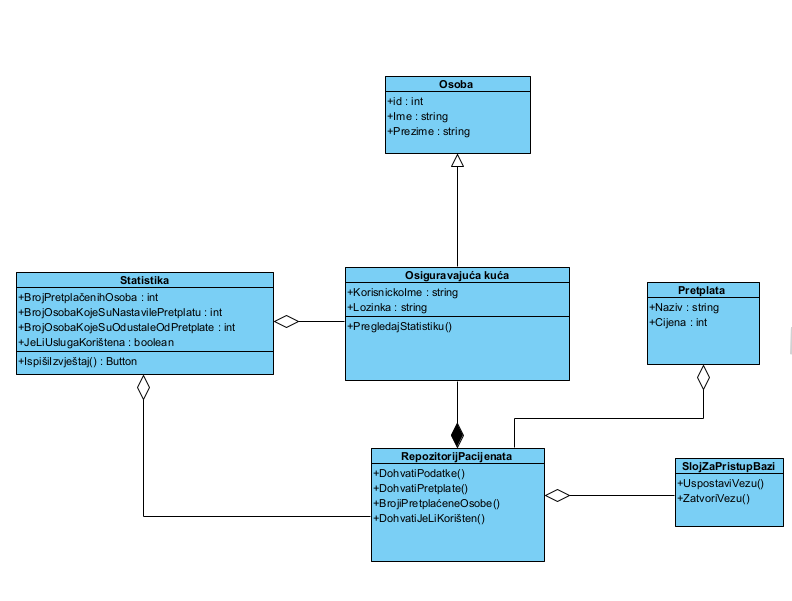 Osoba
+id : int
+Ime : string
+Prezime : string
Statistika
+BrojPretplačenihOsoba : int
+BrojOsobaKojeSuNastavilePretplatu : int
+BrojOsobaKojeSuOdustaleOdPretplate : int
+JeLiUslugaKorištena : boolean
+IspišiIzvještaj() : Button
Osiguravajuća kuća
+KorisnickoIme : string
+Lozinka : string
+PregledajStatistiku()
Pretplata
+Naziv : string
+Cijena : int
RepozitorijPacijenata
+DohvatiPodatke()
+DohvatiPretplate()
+BrojiPretplaćeneOsobe()
+DohvatiJeLiKorišten()
SlojZaPristupBazi
+UspostaviVezu()
+ZatvoriVezu()